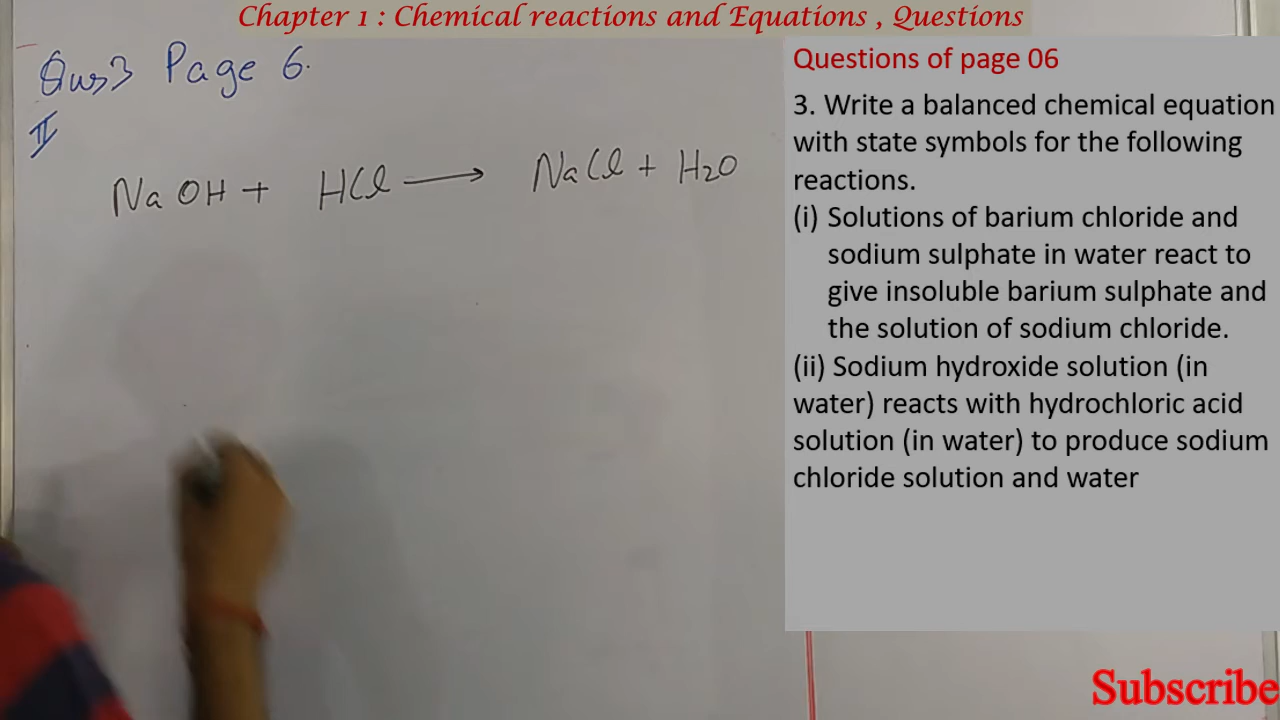 Chapter 1 : Chemical reactions and Equations , Questions
Ques3 Page 6.
II
NaOH + HCl → NaCl + H2O
Questions of page 06
3. Write a balanced chemical equation
with state symbols for the following
reactions.
(i) Solutions of barium chloride and
sodium sulphate in water react to
give insoluble barium sulphate and
the solution of sodium chloride.
(ii) Sodium hydroxide solution (in
water) reacts with hydrochloric acid
solution (in water) to produce sodium
chloride solution and water
Subscribe